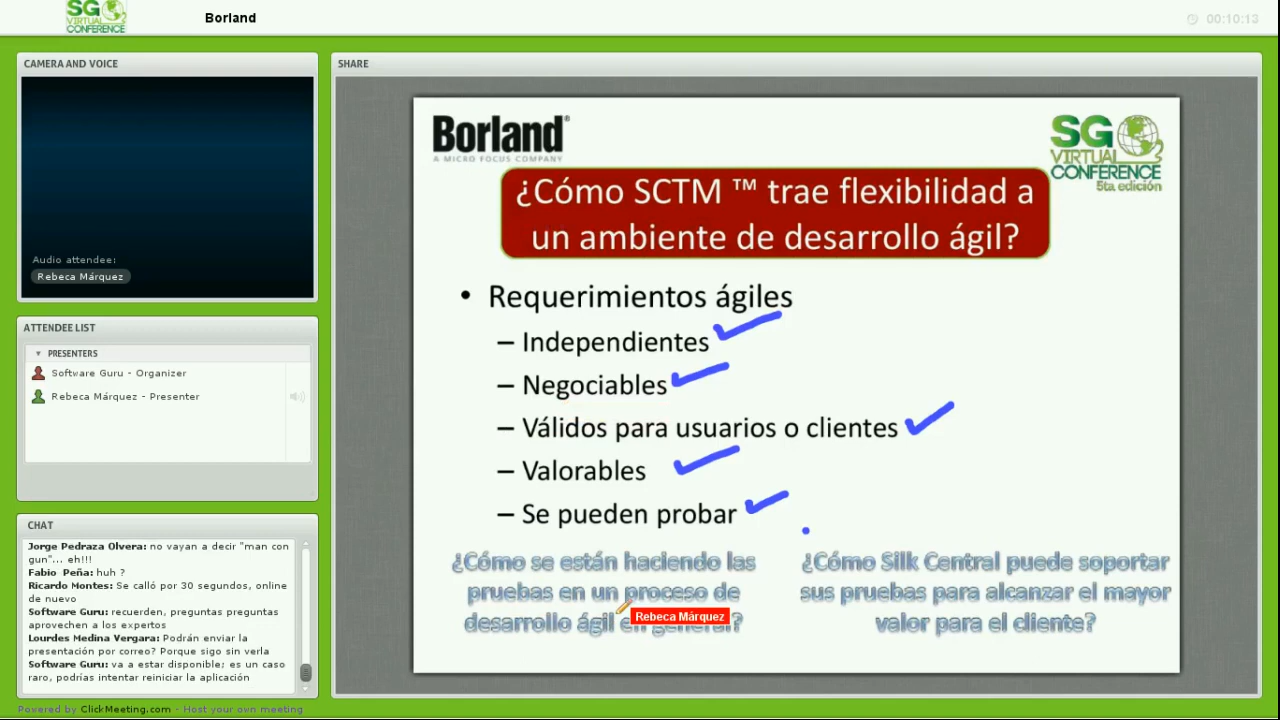 SG
VIRTUAL
CONFERENCE
Borland
00:10:13
CAMERA AND VOICE
Audio attendee:
Rebeca Márquez
ATTENDEE LIST
PRESENTERS
Software Guru - Organizer
Rebeca Márquez - Presenter
CHAT
Jorge Pedraza Olvera: no vayan a decir "man con
gun"... eh!!!
Fabio Peña: huh ?
Ricardo Montes: Se calló por 30 segundos, online
de nuevo
Software Guru: recuerden, preguntas preguntas
aprovechen a los expertos
Lourdes Medina Vergara: Podrán enviar la
presentación por correo? Porque sigo sin verla
Software Guru: va a estar disponible; es un caso
raro, podrías intentar reiniciar la aplicación
Powered by ClickMeeting.com - Host your own meeting
SHARE
Borland®
A MICRO FOCUS COMPANY
SG
VIRTUAL
CONFERENCE
5ta edición
¿Cómo SCTM ™ trae flexibilidad a
un ambiente de desarrollo ágil?
• Requerimientos ágiles
– Independientes
– Negociables
– Válidos para usuarios o clientes
– Valorables
– Se pueden probar
¿Cómo se están haciendo las
pruebas en un proceso de
desarrollo ágil en general?
Rebeca Márquez
¿Cómo Silk Central puede soportar
sus pruebas para alcanzar el mayor
valor para el cliente?